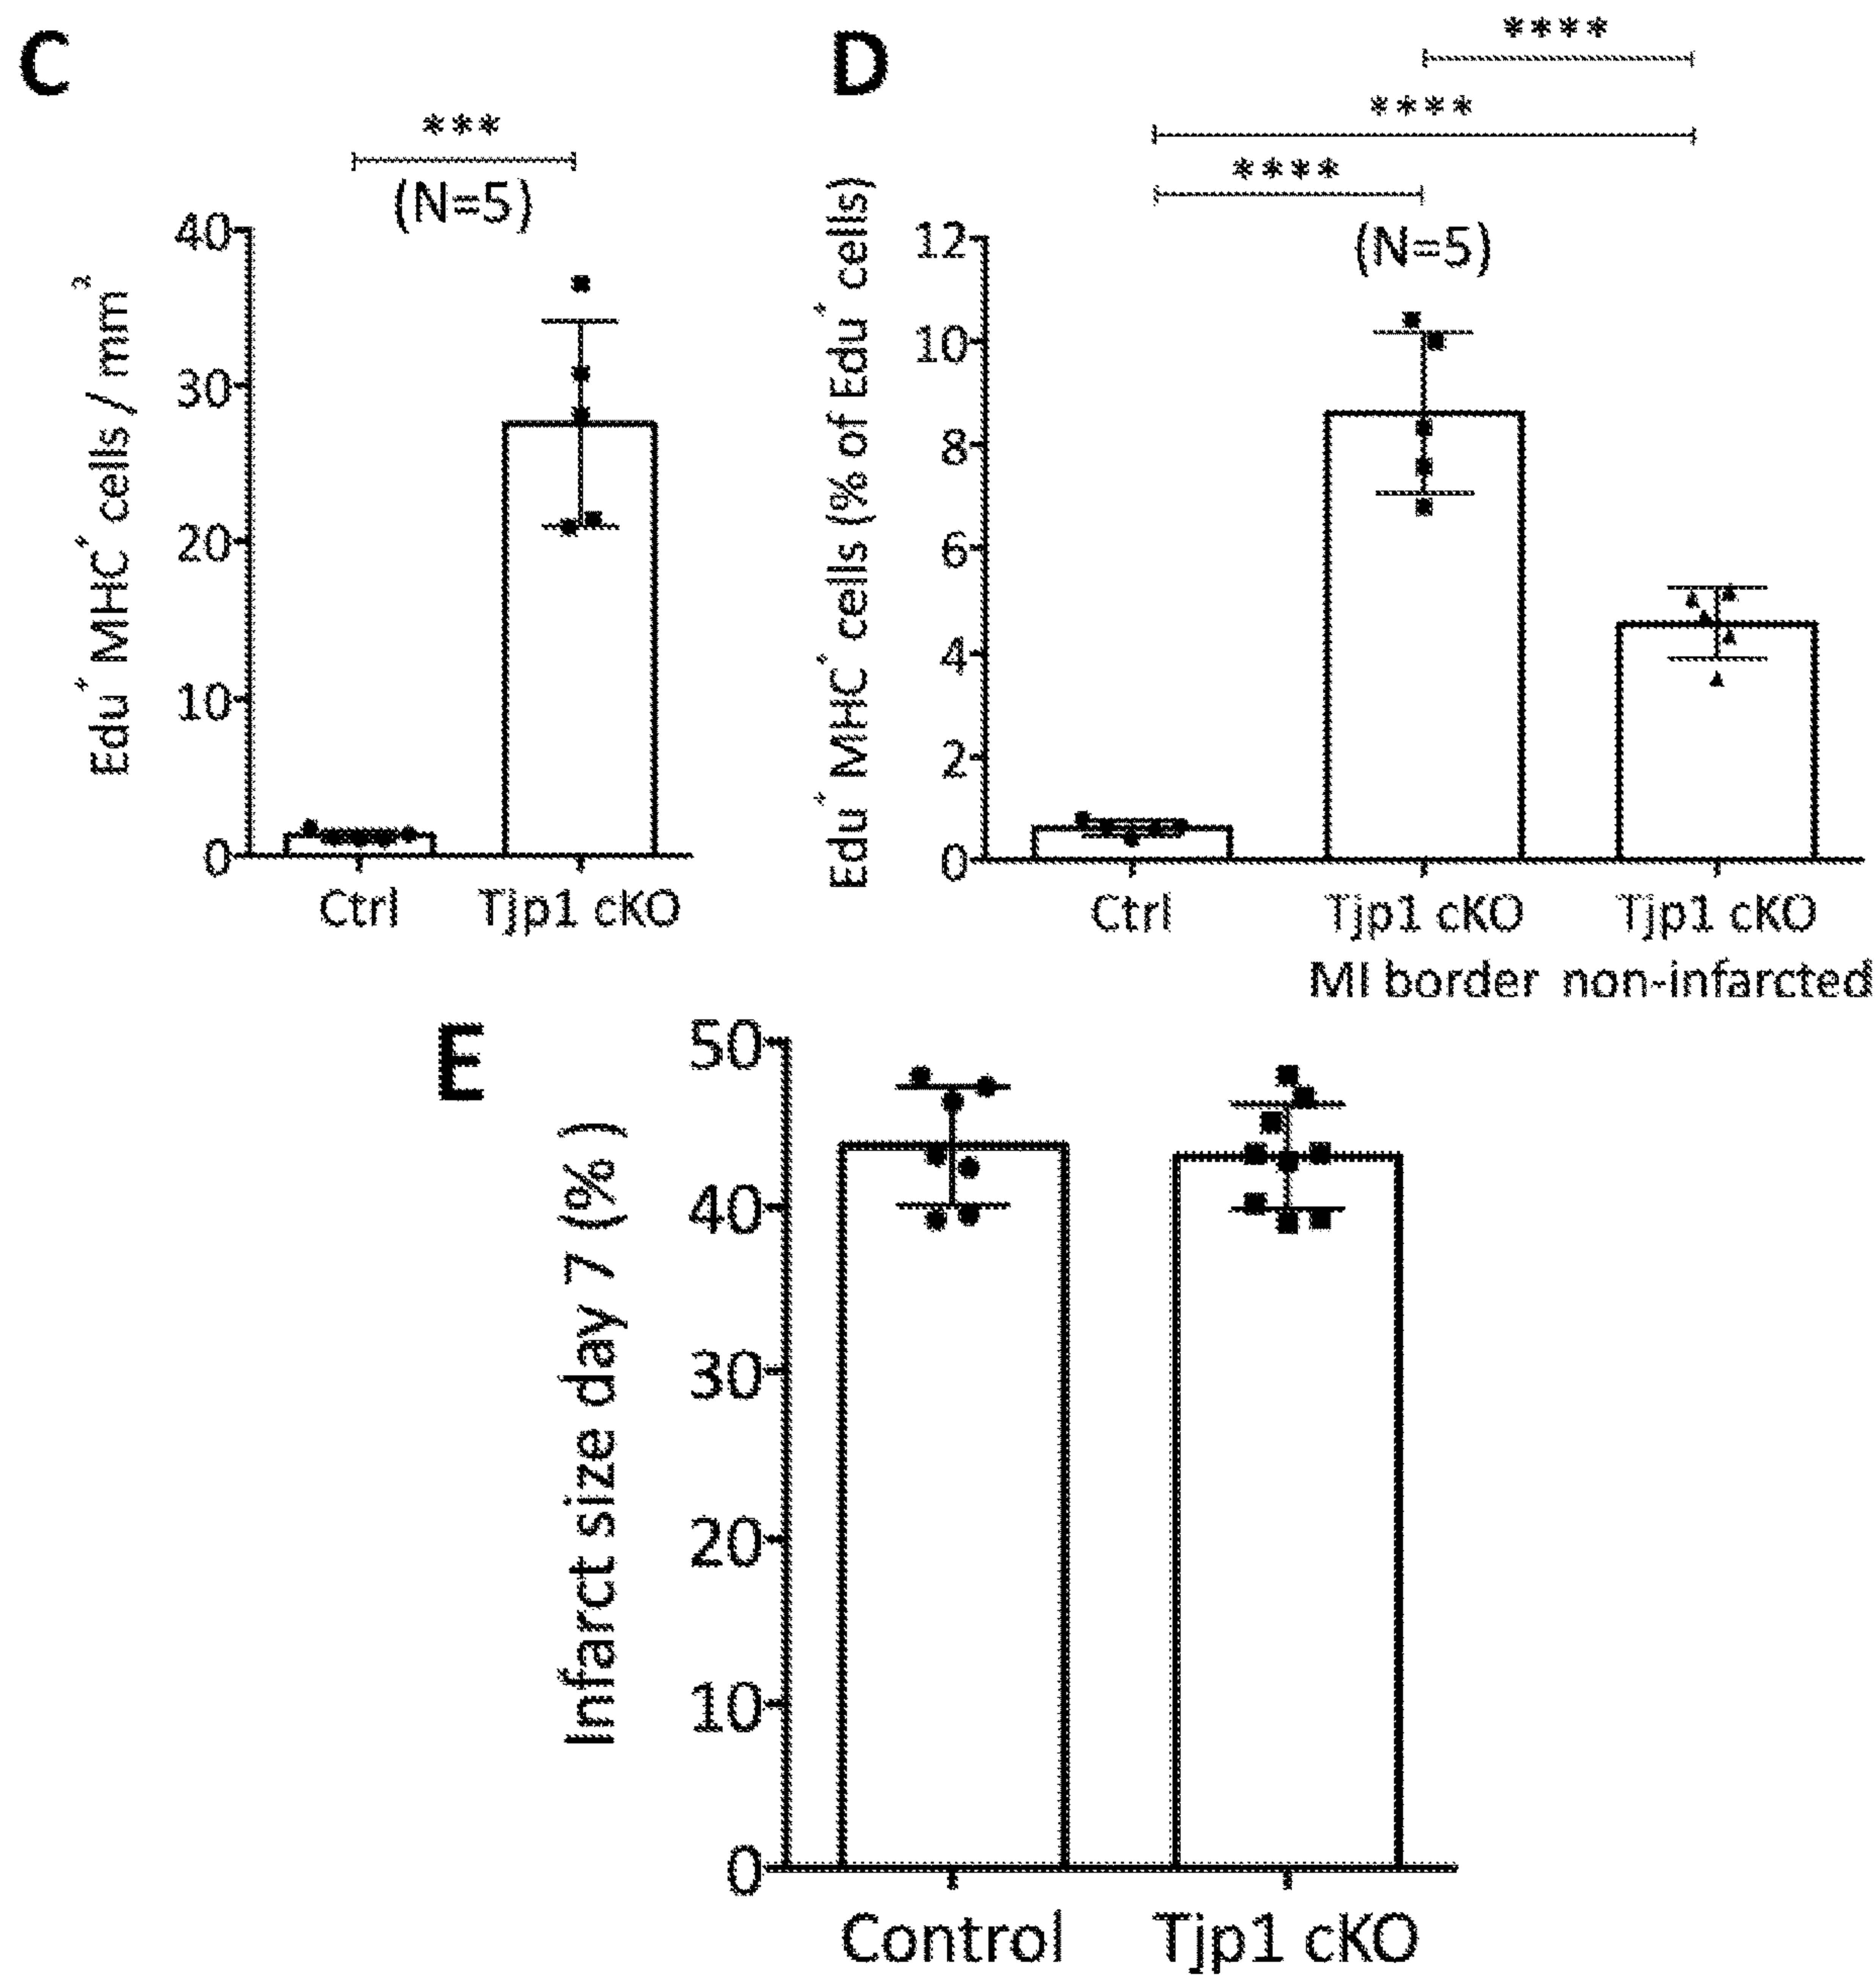 C
***
(N=5)
Edu⁺ MHC⁺ cells / mm²
40
30
20
10
0
Ctrl Tjp1 cKO
D
****
****
****
(N=5)
Edu⁺ MHC⁺ cells (% of Edu⁺ cells)
12
10
8
6
4
2
0
Ctrl Tjp1 cKO Tjp1 cKO
MI border non-infarcted
E
Infarct size day 7 (% )
50
40
30
20
10
0
Control Tjp1 cKO